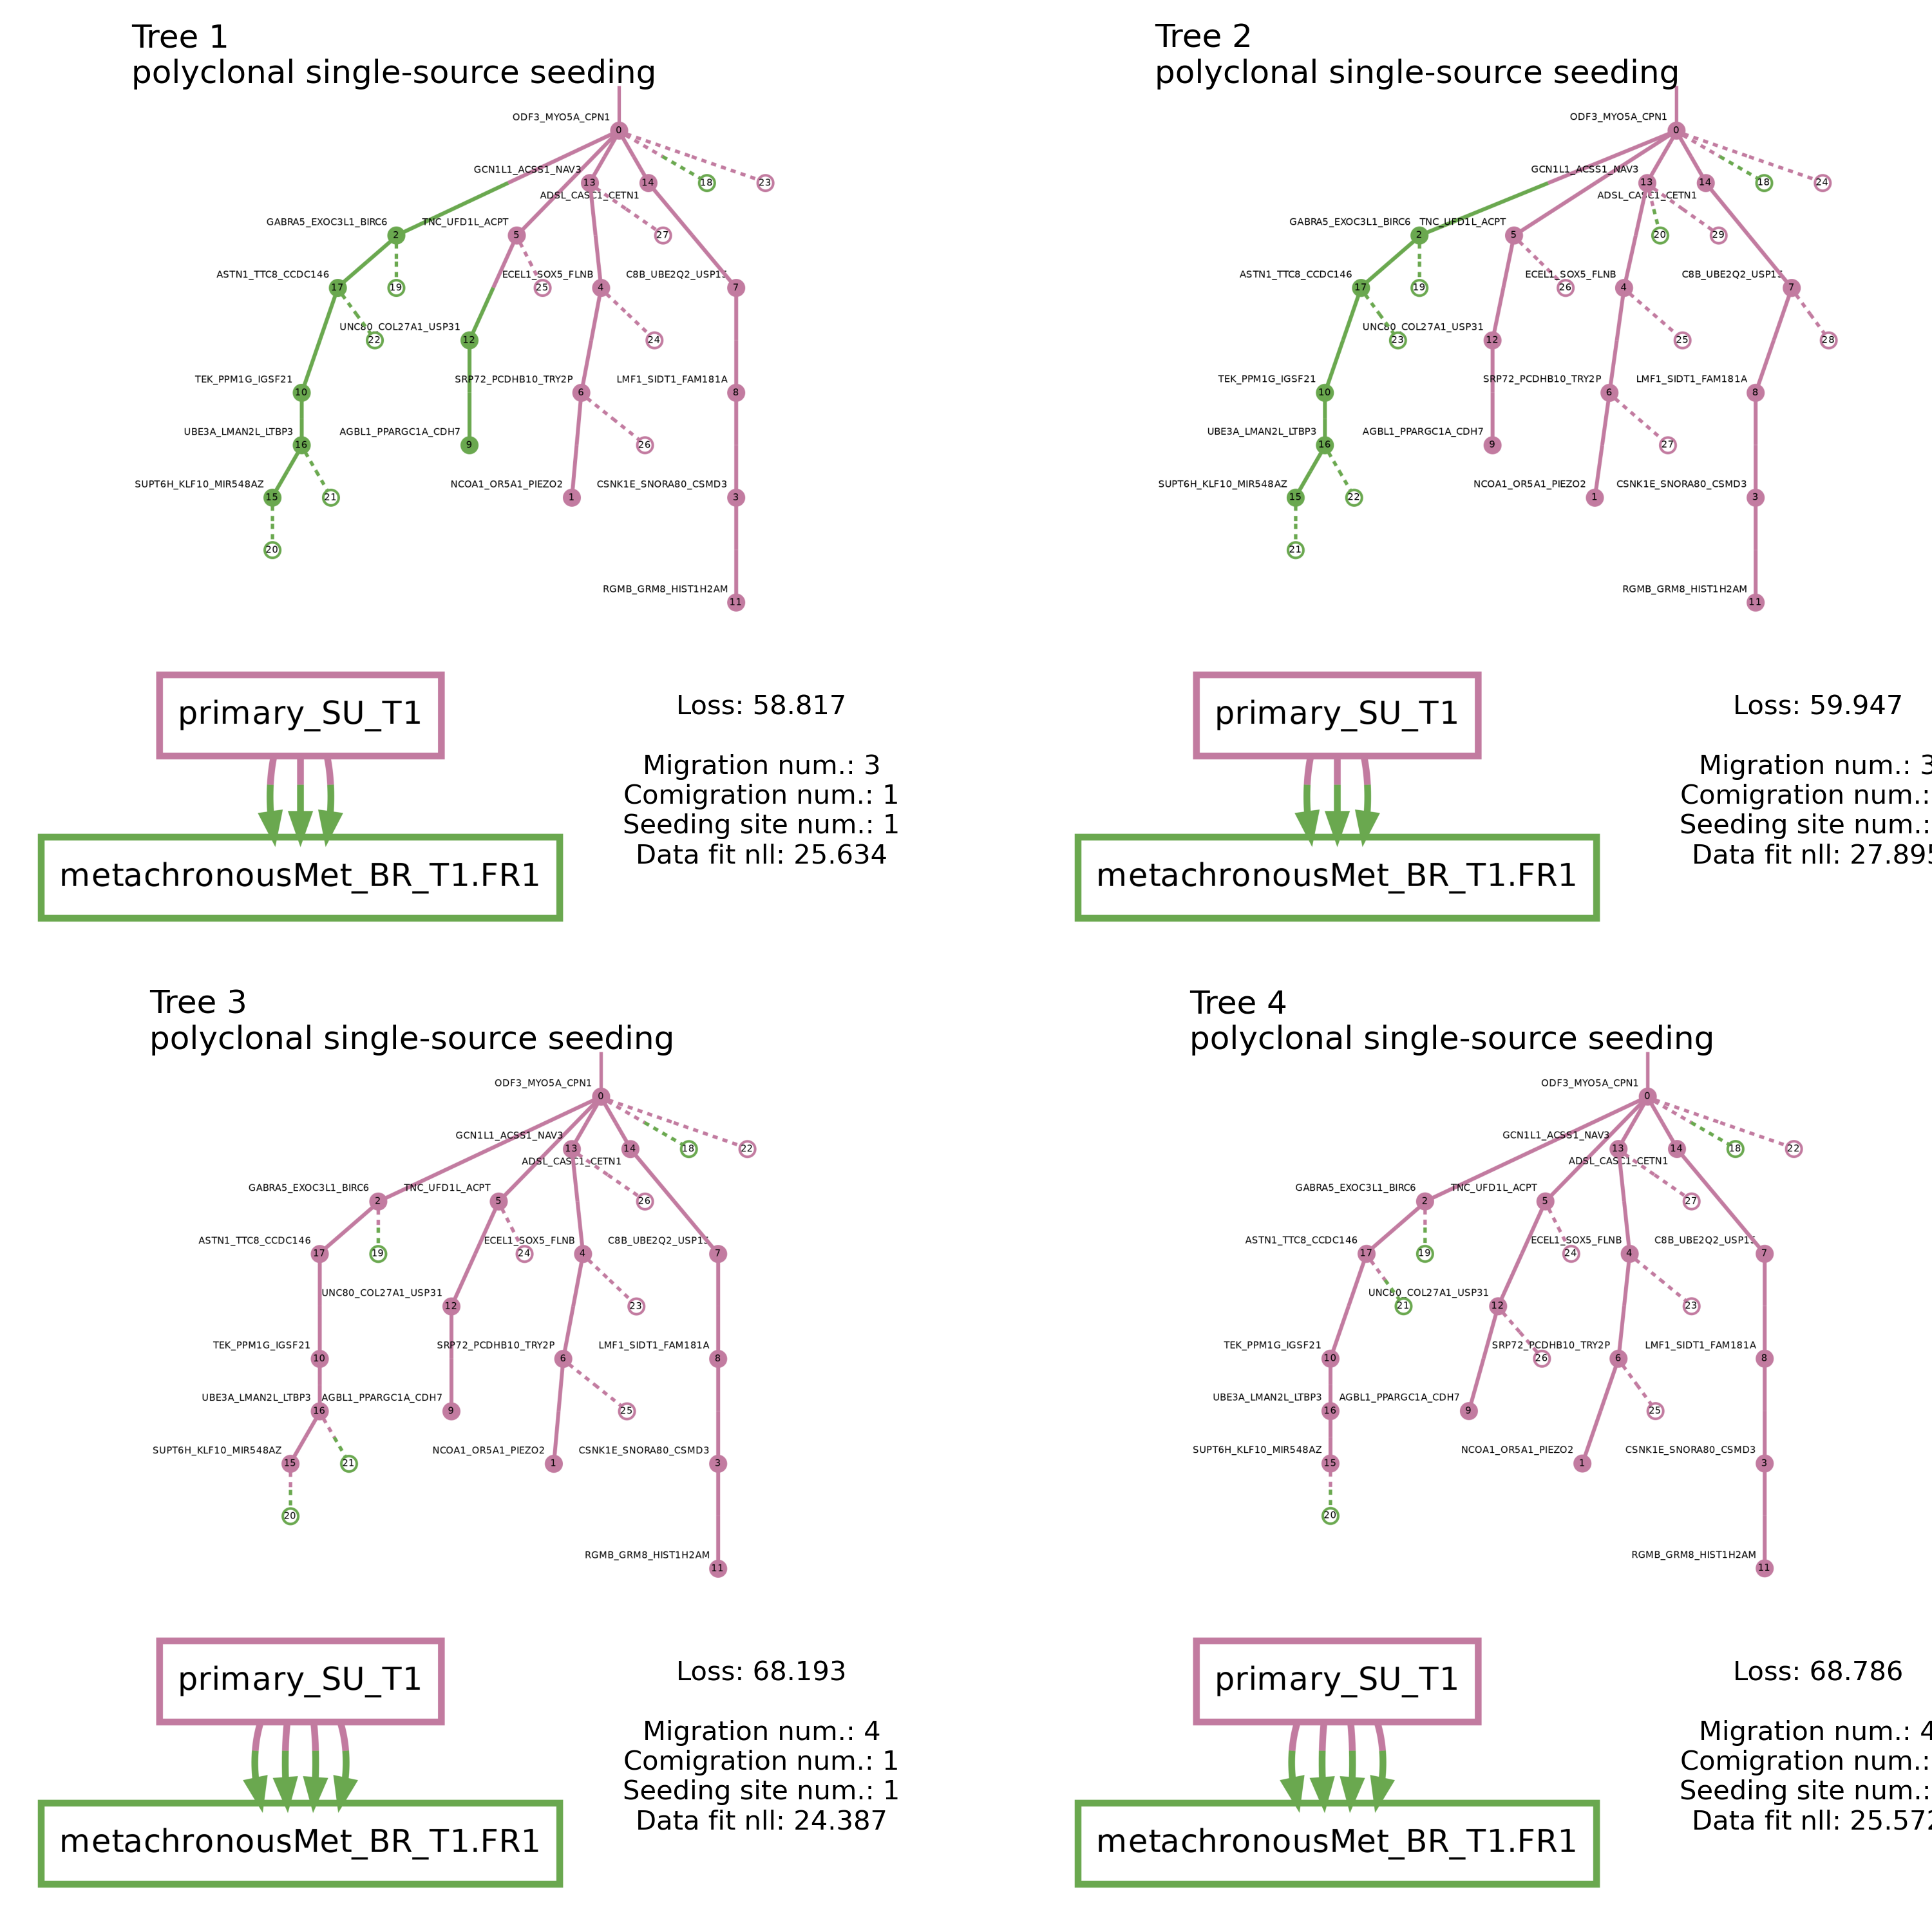 Tree 1
polyclonal single-source seeding
ODF3_MYO5A_CPN1
0
GCN1L1_ACSS1_NAV3
13
14
18
23
ADSL_CASC1_CETN1
GABRA5_EXOC3L1_BIRC6
2
TNC_UFD1L_ACPT
5
27
ASTN1_TTC8_CCDC146
17
19
25
ECEL1_SOX5_FLNB
4
7
22
UNC80_COL27A1_USP31
12
24
TEK_PPM1G_IGSF21
10
SRP72_PCDHB10_TRY2P
6
LMF1_SIDT1_FAM181A
8
UBE3A_LMAN2L_LTBP3
16
AGBL1_PPARGC1A_CDH7
9
26
SUPT6H_KLF10_MIR548AZ
15
21
NCOA1_OR5A1_PIEZO2
1
CSNK1E_SNORA80_CSMD3
3
20
RGMB_GRM8_HIST1H2AM
11
primary_SU_T1
metachronousMet_BR_T1.FR1
Loss: 58.817
Migration num.: 3
Comigration num.: 1
Seeding site num.: 1
Data fit nll: 25.634
Tree 2
polyclonal single-source seeding
ODF3_MYO5A_CPN1
0
GCN1L1_ACSS1_NAV3
13
14
18
24
ADSL_CASC1_CETN1
GABRA5_EXOC3L1_BIRC6
2
TNC_UFD1L_ACPT
5
20
29
ASTN1_TTC8_CCDC146
17
19
26
ECEL1_SOX5_FLNB
4
7
23
UNC80_COL27A1_USP31
12
25
28
TEK_PPM1G_IGSF21
10
SRP72_PCDHB10_TRY2P
6
LMF1_SIDT1_FAM181A
8
UBE3A_LMAN2L_LTBP3
16
AGBL1_PPARGC1A_CDH7
9
27
SUPT6H_KLF10_MIR548AZ
15
22
NCOA1_OR5A1_PIEZO2
1
CSNK1E_SNORA80_CSMD3
3
21
RGMB_GRM8_HIST1H2AM
11
primary_SU_T1
metachronousMet_BR_T1.FR1
Loss: 59.947
Migration num.: 3
Comigration num.:
Seeding site num.:
Data fit nll: 27.895
Tree 3
polyclonal single-source seeding
ODF3_MYO5A_CPN1
0
GCN1L1_ACSS1_NAV3
13
14
18
22
ADSL_CASC1_CETN1
GABRA5_EXOC3L1_BIRC6
2
TNC_UFD1L_ACPT
5
26
ASTN1_TTC8_CCDC146
17
19
24
ECEL1_SOX5_FLNB
4
7
UNC80_COL27A1_USP31
12
23
TEK_PPM1G_IGSF21
10
SRP72_PCDHB10_TRY2P
6
LMF1_SIDT1_FAM181A
8
UBE3A_LMAN2L_LTBP3
16
AGBL1_PPARGC1A_CDH7
9
25
SUPT6H_KLF10_MIR548AZ
15
21
NCOA1_OR5A1_PIEZO2
1
CSNK1E_SNORA80_CSMD3
3
20
RGMB_GRM8_HIST1H2AM
11
primary_SU_T1
metachronousMet_BR_T1.FR1
Loss: 68.193
Migration num.: 4
Comigration num.: 1
Seeding site num.: 1
Data fit nll: 24.387
Tree 4
polyclonal single-source seeding
ODF3_MYO5A_CPN1
0
GCN1L1_ACSS1_NAV3
13
14
18
22
ADSL_CASC1_CETN1
GABRA5_EXOC3L1_BIRC6
2
TNC_UFD1L_ACPT
5
27
ASTN1_TTC8_CCDC146
17
19
24
ECEL1_SOX5_FLNB
4
7
21
UNC80_COL27A1_USP31
12
23
TEK_PPM1G_IGSF21
10
26
SRP72_PCDHB10_TRY2P
6
LMF1_SIDT1_FAM181A
8
UBE3A_LMAN2L_LTBP3
16
AGBL1_PPARGC1A_CDH7
9
25
SUPT6H_KLF10_MIR548AZ
15
NCOA1_OR5A1_PIEZO2
1
CSNK1E_SNORA80_CSMD3
3
20
RGMB_GRM8_HIST1H2AM
11
primary_SU_T1
metachronousMet_BR_T1.FR1
Loss: 68.786
Migration num.: 4
Comigration num.:
Seeding site num.:
Data fit nll: 25.572